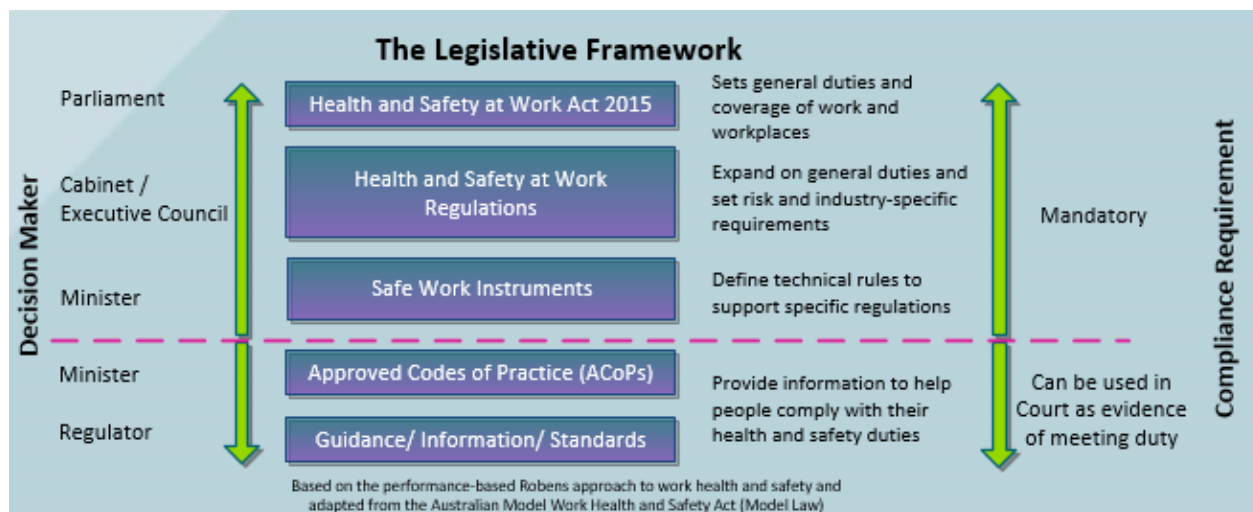 The Legislative Framework
Decision Maker
Parliament
Health and Safety at Work Act 2015
Sets general duties and
coverage of work and
workplaces
Cabinet /
Executive Council
Health and Safety at Work
Regulations
Expand on general duties and
set risk and industry-specific
requirements
Mandatory
Minister
Safe Work Instruments
Define technical rules to
support specific regulations
Minister
Approved Codes of Practice (ACoPs)
Provide information to help
people comply with their
health and safety duties
Can be used in
Court as evidence
of meeting duty
Regulator
Guidance/ Information/ Standards
Compliance Requirement
Based on the performance-based Robens approach to work health and safety and
adapted from the Australian Model Work Health and Safety Act (Model Law)